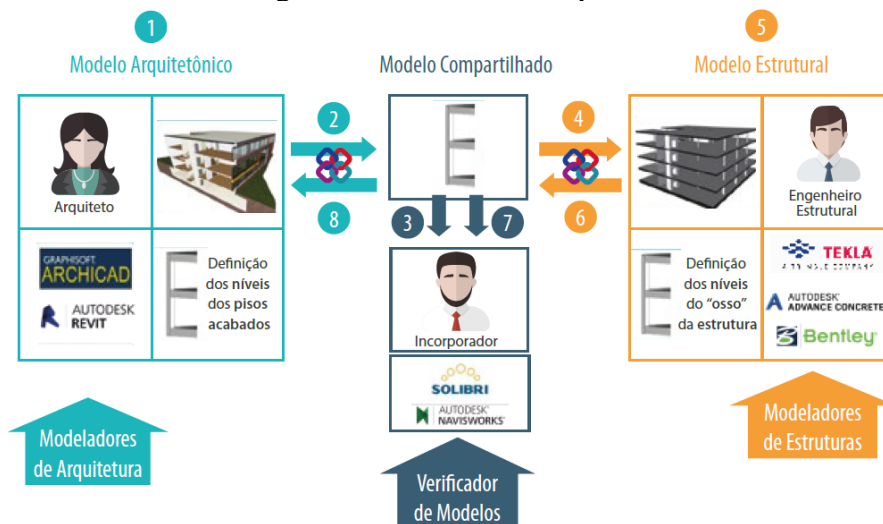 1
5
Modelo Arquitetônico
Modelo Compartilhado
Modelo Estrutural
2
4
Arquiteto
Engenheiro
Estrutural
8
3
7
6
GRAPHISOFT
ARCHICAD
AUTODESK
REVIT
Definição
dos níveis
dos pisos
acabados
Incorporador
SOLIBRI
AUTODESK
NAVISWORKS
Definição
dos níveis
do "osso"
da estrutura
TEKLA
AUTODESK
ADVANCE CONCRETE
Bentley
Modeladores
de Arquitetura
Verificador
de Modelos
Modeladores
de Estruturas